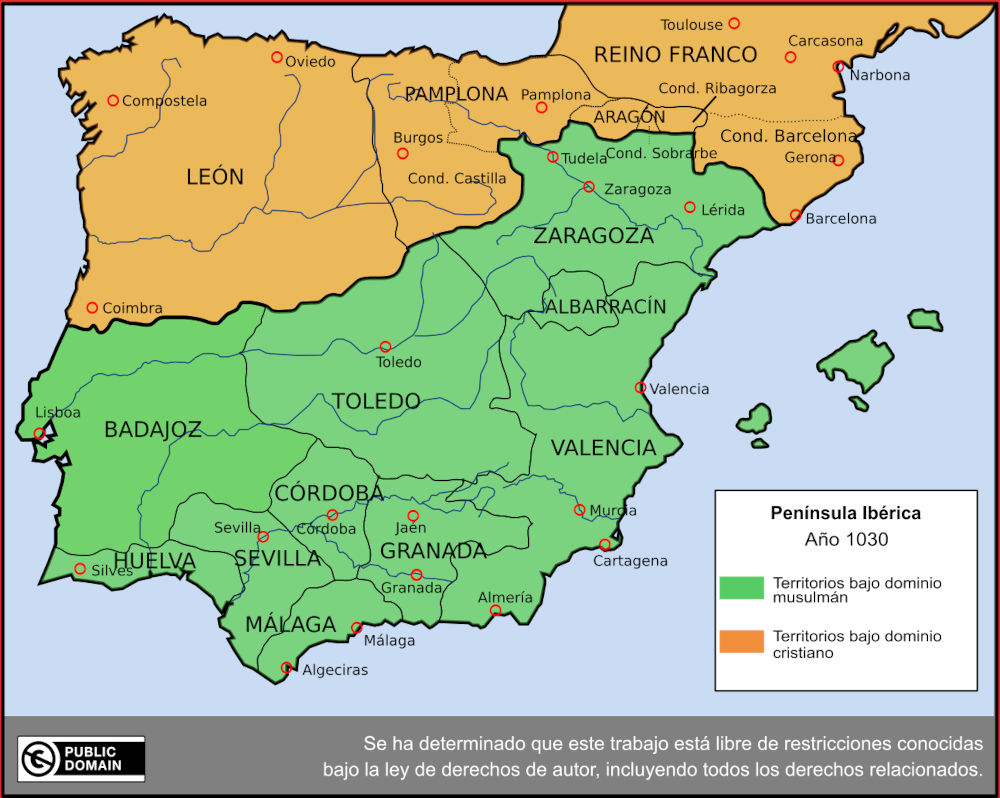 Toulouse
REINO FRANCO
Carcasona
Narbona
Oviedo
Compostela
PAMPLONA
Pamplona
Cond. Ribagorza
ARAGÓN
Cond. Barcelona
Burgos
Tudela
Cond. Sobrarbe
Gerona
LEÓN
Cond. Castilla
Zaragoza
Lérida
Barcelona
ZARAGOZA
Coimbra
ALBARRACÍN
Toledo
Valencia
TOLEDO
Lisboa
BADAJOZ
VALENCIA
CÓRDOBA
Murcia
Sevilla
Córdoba
Jaén
HUELVA
SEVILLA
GRANADA
Cartagena
Silves
Granada
Almería
MÁLAGA
Málaga
Algeciras
Península Ibérica
Año 1030
Territorios bajo dominio
musulmán
Territorios bajo dominio
cristiano
PUBLIC
DOMAIN
Se ha determinado que este trabajo está libre de restricciones conocidas
bajo la ley de derechos de autor, incluyendo todos los derechos relacionados.